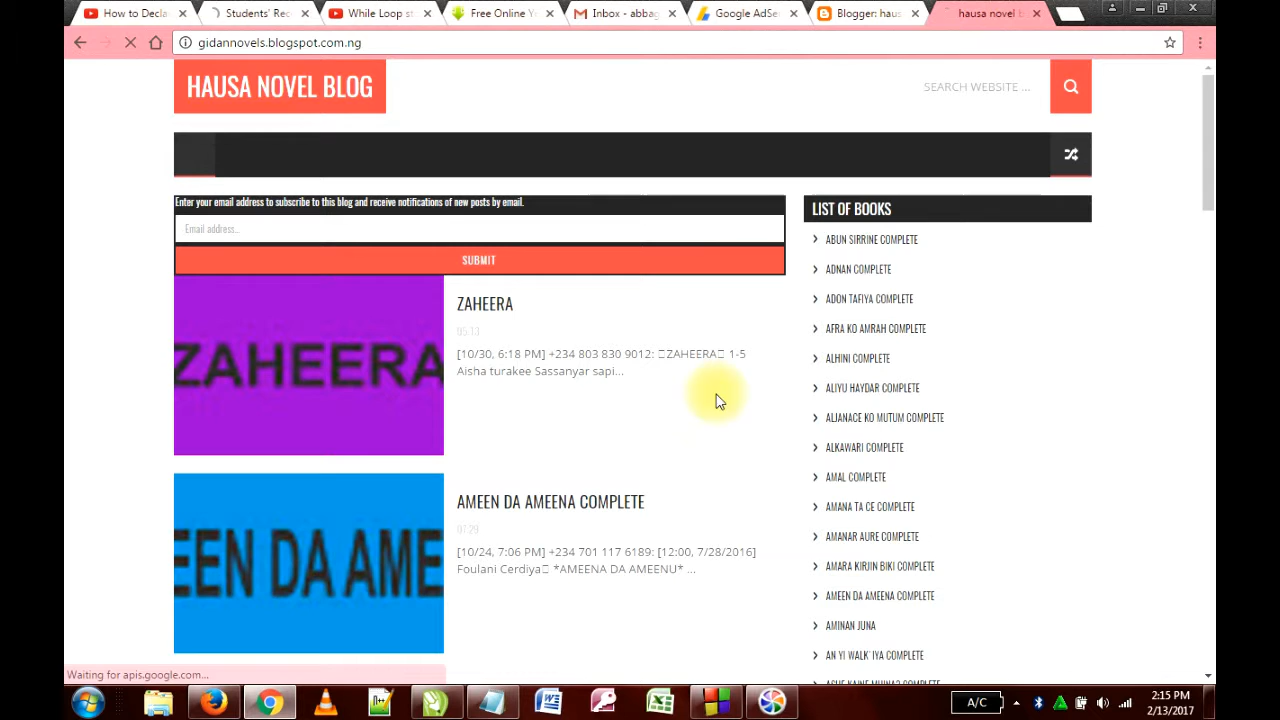 How to Decla
Students' Rec
While Loop st
Free Online Y
Inbox - abbag
Google AdSe
Blogger: haus
hausa novel b
gidannovels.blogspot.com.ng
HAUSA NOVEL BLOG
SEARCH WEBSITE ...
Enter your email address to subscribe to this blog and receive notifications of new posts by email.
Email address...
SUBMIT
ZAHEERA
ZAHEERA
05:13
[10/30, 6:18 PM] +234 803 830 9012: ZAHEERA 1-5
Aisha turakee Sassanyar sapi...
EEN DA AME
AMEEN DA AMEENA COMPLETE
07:29
[10/24, 7:06 PM] +234 701 117 6189: [12:00, 7/28/2016]
Foulani Cerdiya *AMEENA DA AMEENU* ...
LIST OF BOOKS
ABUN SIRRINE COMPLETE
ADNAN COMPLETE
ADON TAFIYA COMPLETE
AFRA KO AMRAH COMPLETE
ALHINI COMPLETE
ALIYU HAYDAR COMPLETE
ALJANACE KO MUTUM COMPLETE
ALKAWARI COMPLETE
AMAL COMPLETE
AMANA TA CE COMPLETE
AMANAR AURE COMPLETE
AMARA KIRJIN BIKI COMPLETE
AMEEN DA AMEENA COMPLETE
AMINAN JUNA
AN YI WALK'IYA COMPLETE
Waiting for apis.google.com...
A/C
2:15 PM
2/13/2017